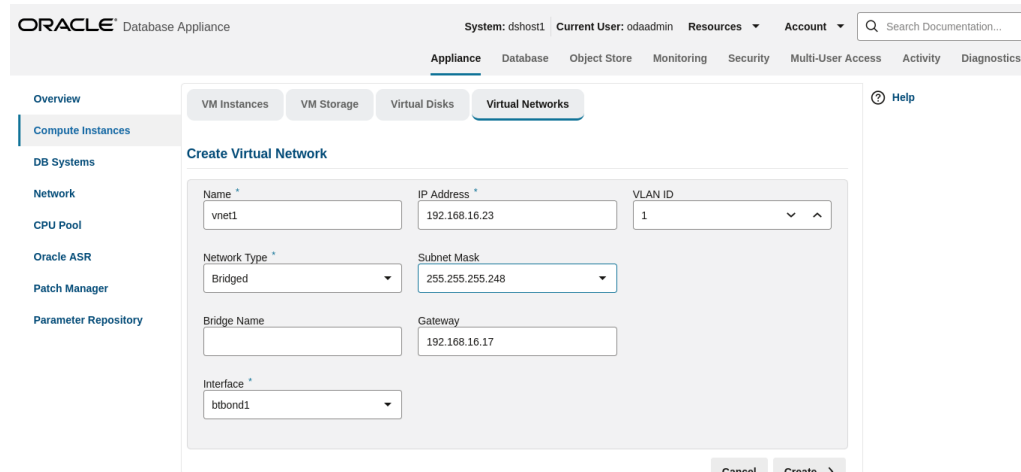 ORACLE® Database Appliance
System: dshost1 Current User: odaadmin Resources Account Search Documentation...
Appliance Database Object Store Monitoring Security Multi-User Access Activity Diagnostics
Overview
Compute Instances
DB Systems
Network
CPU Pool
Oracle ASR
Patch Manager
Parameter Repository
VM Instances VM Storage Virtual Disks Virtual Networks
? Help
Create Virtual Network
Name * IP Address * VLAN ID
vnet1 192.168.16.23 1
Network Type * Subnet Mask
Bridged 255.255.255.248
Bridge Name Gateway
192.168.16.17
Interface *
btbond1
Cancel Create